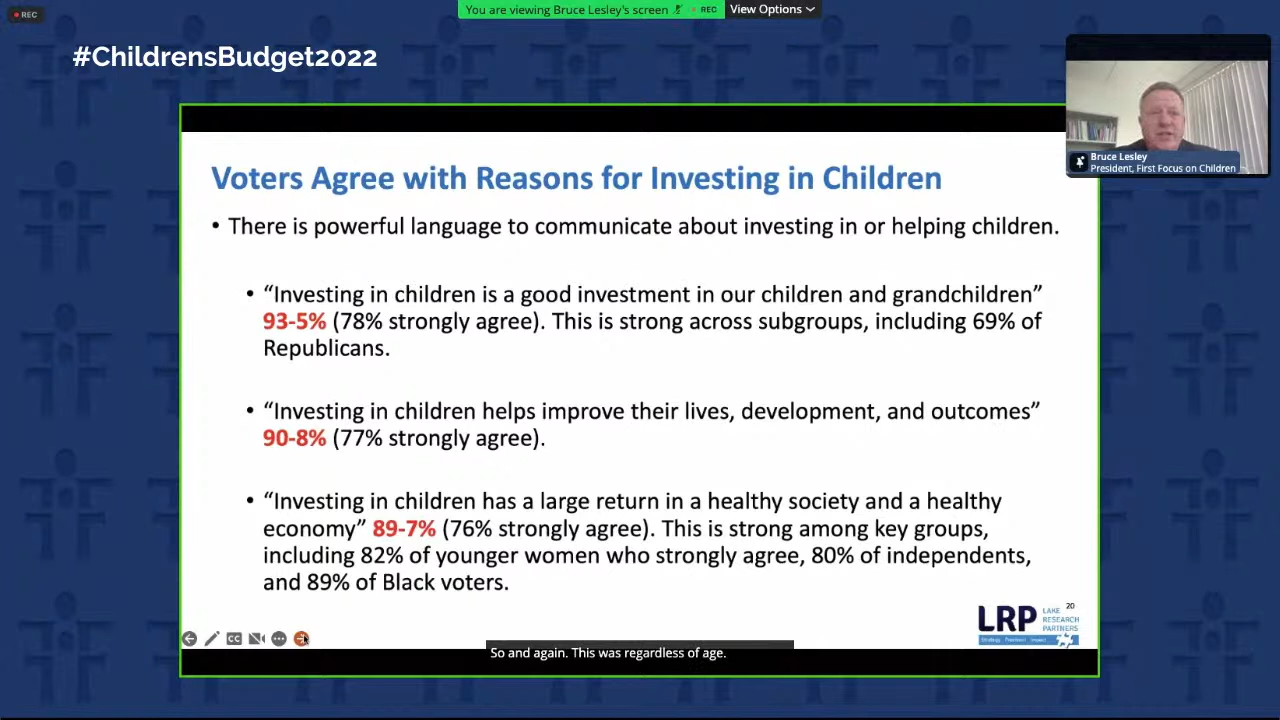 REC
You are viewing Bruce Lesley's screen
REC
View Options
#ChildrensBudget2022
Bruce Lesley
President, First Focus on Children
Voters Agree with Reasons for Investing in Children
• There is powerful language to communicate about investing in or helping children.
• “Investing in children is a good investment in our children and grandchildren”
93-5% (78% strongly agree). This is strong across subgroups, including 69% of
Republicans.
• “Investing in children helps improve their lives, development, and outcomes”
90-8% (77% strongly agree).
• “Investing in children has a large return in a healthy society and a healthy
economy” 89-7% (76% strongly agree). This is strong among key groups,
including 82% of younger women who strongly agree, 80% of independents,
and 89% of Black voters.
20
LRP
LAKE
RESEARCH
PARTNERS
CC
So and again. This was regardless of age.